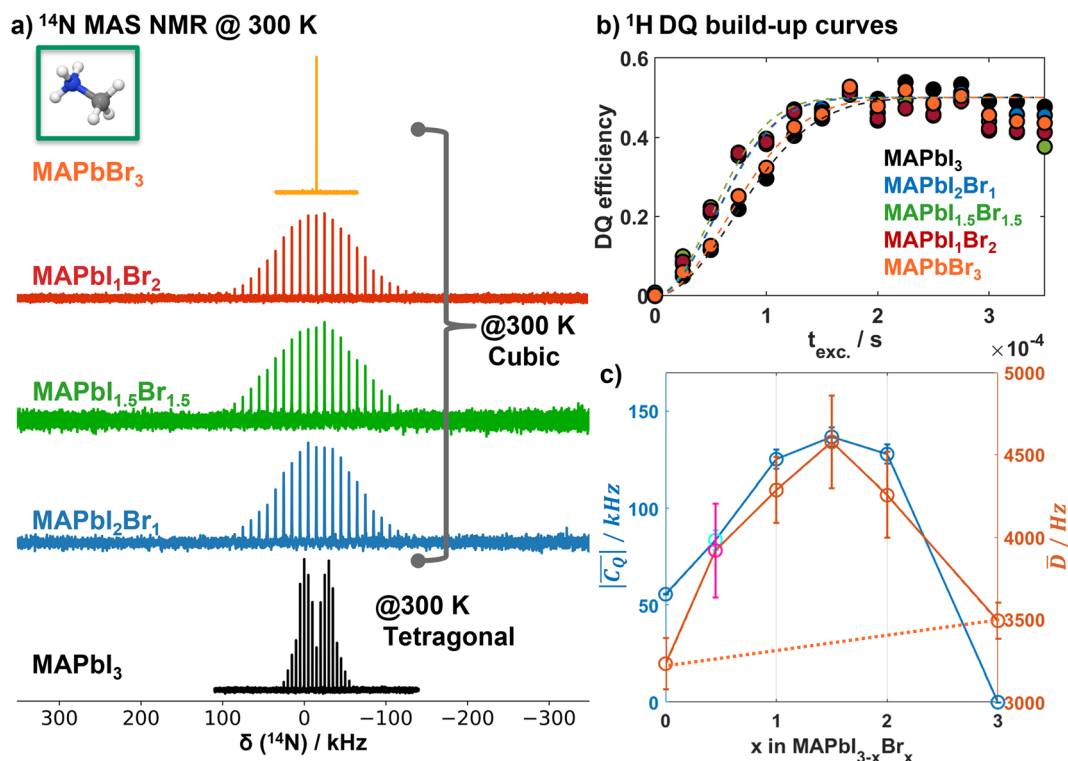 a) ¹⁴N MAS NMR @ 300 K
MAPbBr₃
MAPbI₁Br₂
MAPbI₁.₅Br₁.₅
MAPbI₂Br₁
MAPbI₃
@300 K
Cubic
@300 K
Tetragonal
300 200 100 0 −100 −200 −300
δ (¹⁴N) / kHz
b) ¹H DQ build-up curves
0.6
0.4
0.2
0
DQ efficiency
MAPbI₃
MAPbI₂Br₁
MAPbI₁.₅Br₁.₅
MAPbI₁Br₂
MAPbBr₃
0 1 2 3
t_exc. / s
×10⁻⁴
c)
150
100
50
0
|C̅_Q| / kHz
5000
4500
4000
3500
3000
D̅ / Hz
0 1 2 3
x in MAPbI₃₋ₓBrₓ